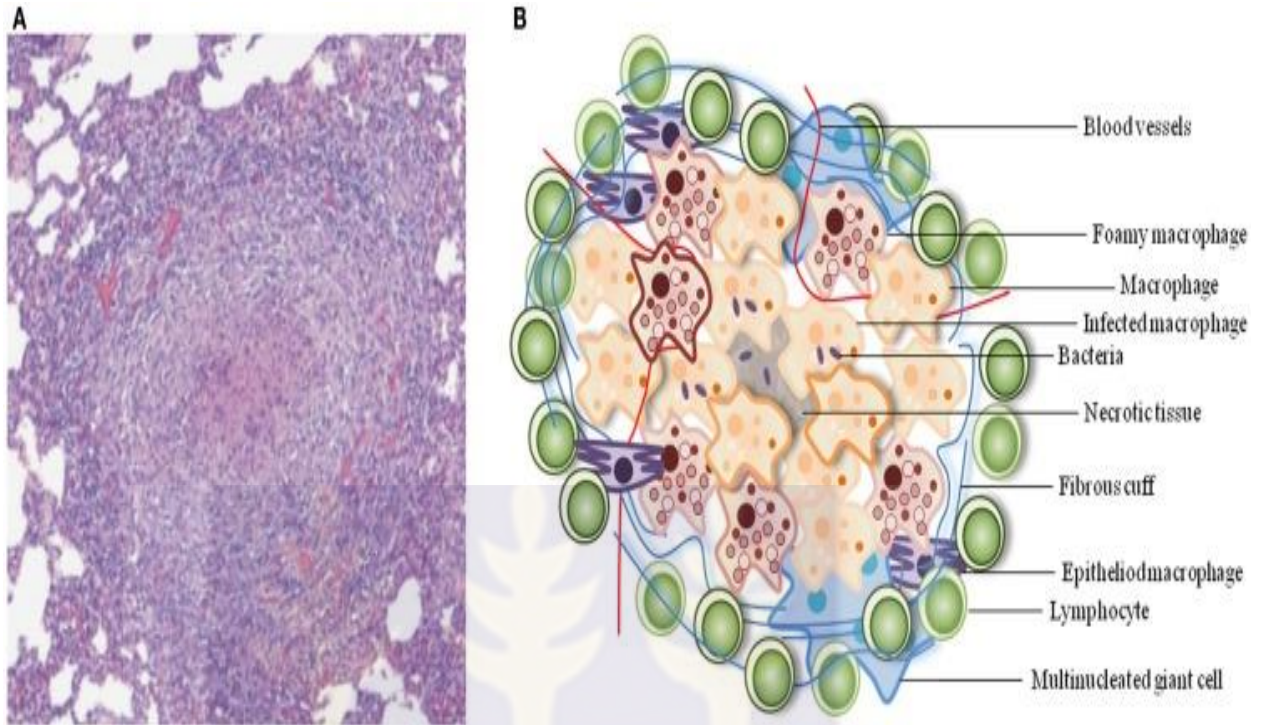 A
B
Blood vessels
Foamy macrophage
Macrophage
Infected macrophage
Bacteria
Necrotic tissue
Fibrous cuff
Epitheliod macrophage
Lymphocyte
Multinucleated giant cell